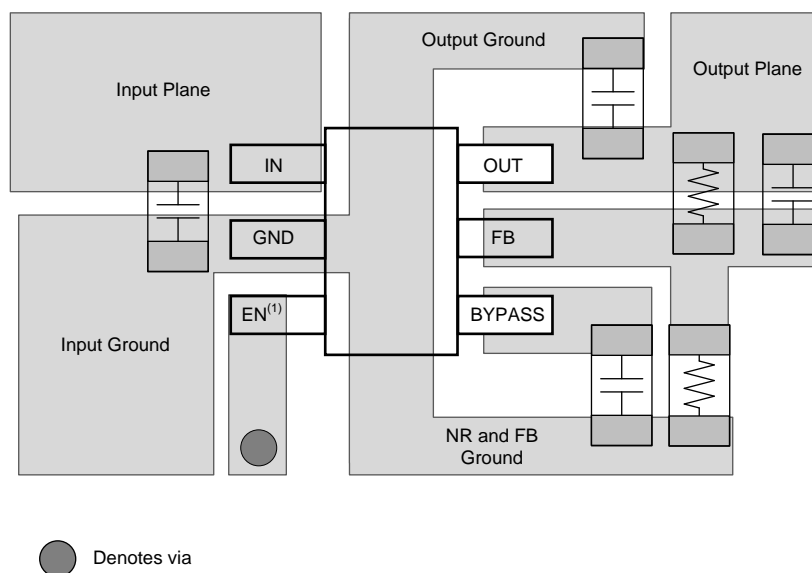 Output Ground
Input Plane
Output Plane
IN
OUT
GND
FB
EN(1)
BYPASS
Input Ground
NR and FB
Ground
Denotes via